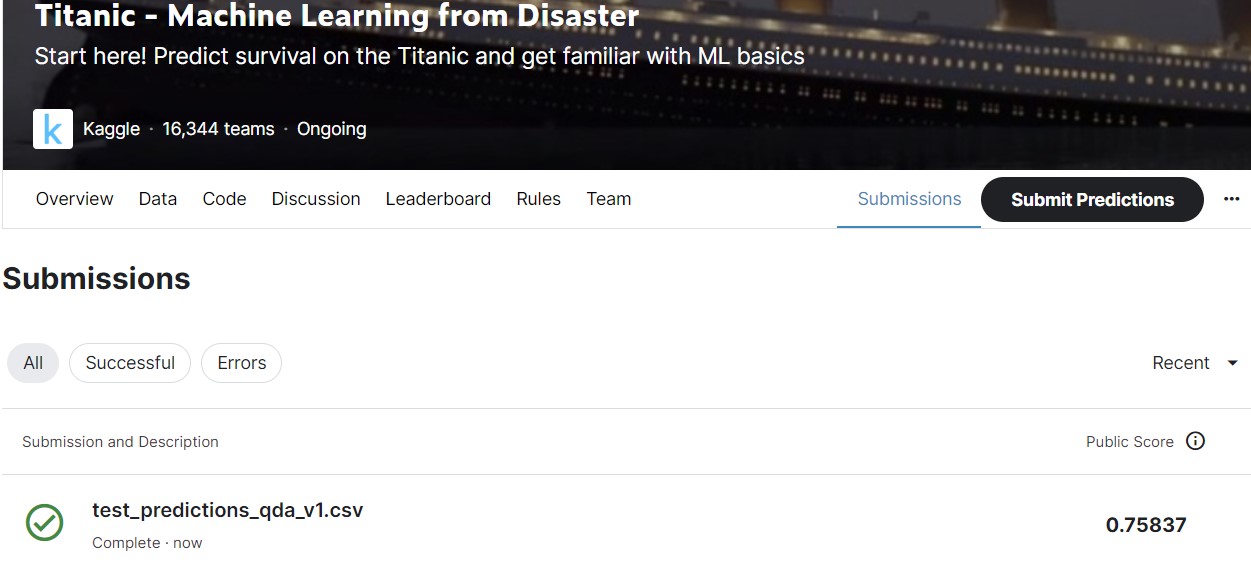 Titanic - Machine Learning from Disaster
Start here! Predict survival on the Titanic and get familiar with ML basics
k
Kaggle · 16,344 teams · Ongoing
Overview Data Code Discussion Leaderboard Rules Team Submissions Submit Predictions ···
Submissions
All Successful Errors Recent
Submission and Description Public Score
test_predictions_qda_v1.csv
0.75837
Complete · now